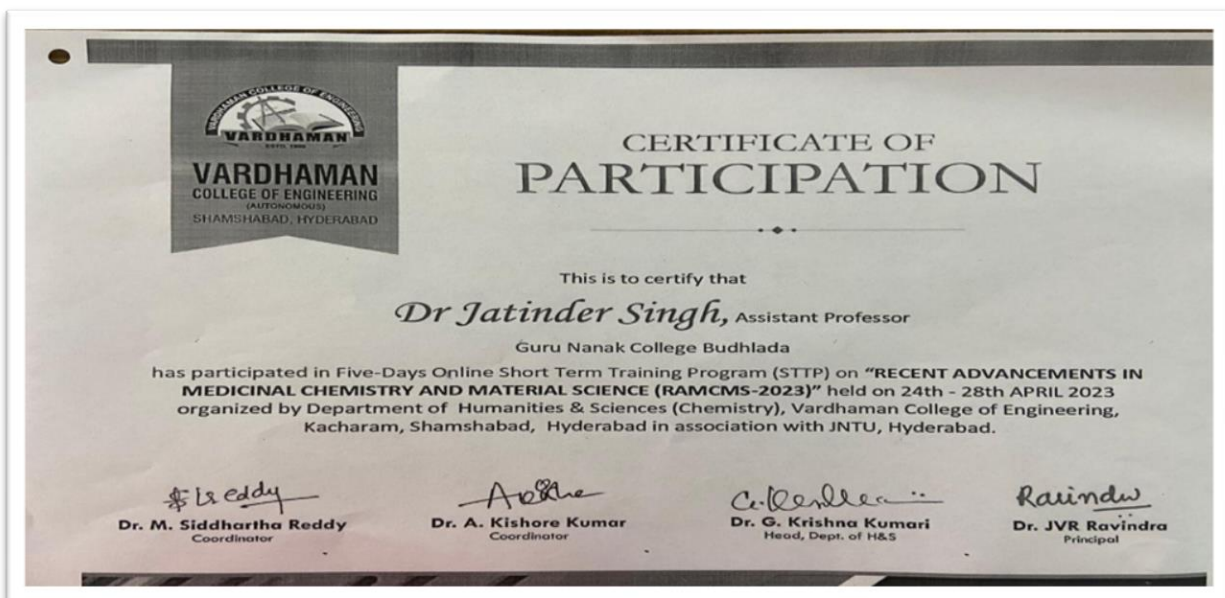 VARDHAMAN COLLEGE OF ENGINEERING
VARDHAMAN
ESTD. 1999
VARDHAMAN
COLLEGE OF ENGINEERING
(AUTONOMOUS)
SHAMSHABAD, HYDERABAD
CERTIFICATE OF
PARTICIPATION
This is to certify that
Dr Jatinder Singh, Assistant Professor
Guru Nanak College Budhlada
has participated in Five-Days Online Short Term Training Program (STTP) on “RECENT ADVANCEMENTS IN
MEDICINAL CHEMISTRY AND MATERIAL SCIENCE (RAMCMS-2023)” held on 24th - 28th APRIL 2023
organized by Department of Humanities & Sciences (Chemistry), Vardhaman College of Engineering,
Kacharam, Shamshabad, Hyderabad in association with JNTU, Hyderabad.
Ravindra
Dr. M. Siddhartha Reddy
Coordinator
Dr. A. Kishore Kumar
Coordinator
Dr. G. Krishna Kumari
Head, Dept. of H&S
Dr. JVR Ravindra
Principal